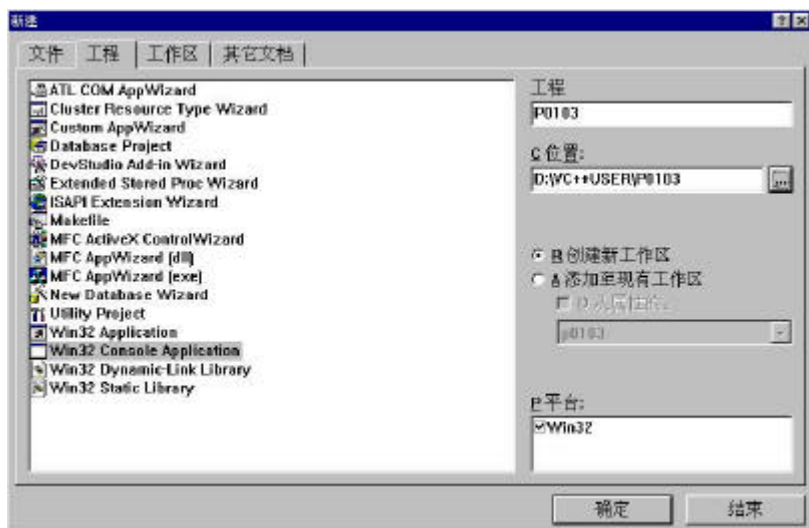 新建
文件 工程 工作区 其它文档
ATL COM AppWizard
Cluster Resource Type Wizard
Custom AppWizard
Database Project
DevStudio Add-in Wizard
Extended Stored Proc Wizard
ISAPI Extension Wizard
Makefile
MFC ActiveX ControlWizard
MFC AppWizard (dll)
MFC AppWizard (exe)
New Database Wizard
Utility Project
Win32 Application
Win32 Console Application
Win32 Dynamic-Link Library
Win32 Static Library
工程
P0103
C 位置:
D:\VC++USER\P0103
...
R 创建新工作区
A 添加至现有工作区
p0103
P 平台:
Win32
确定
结束